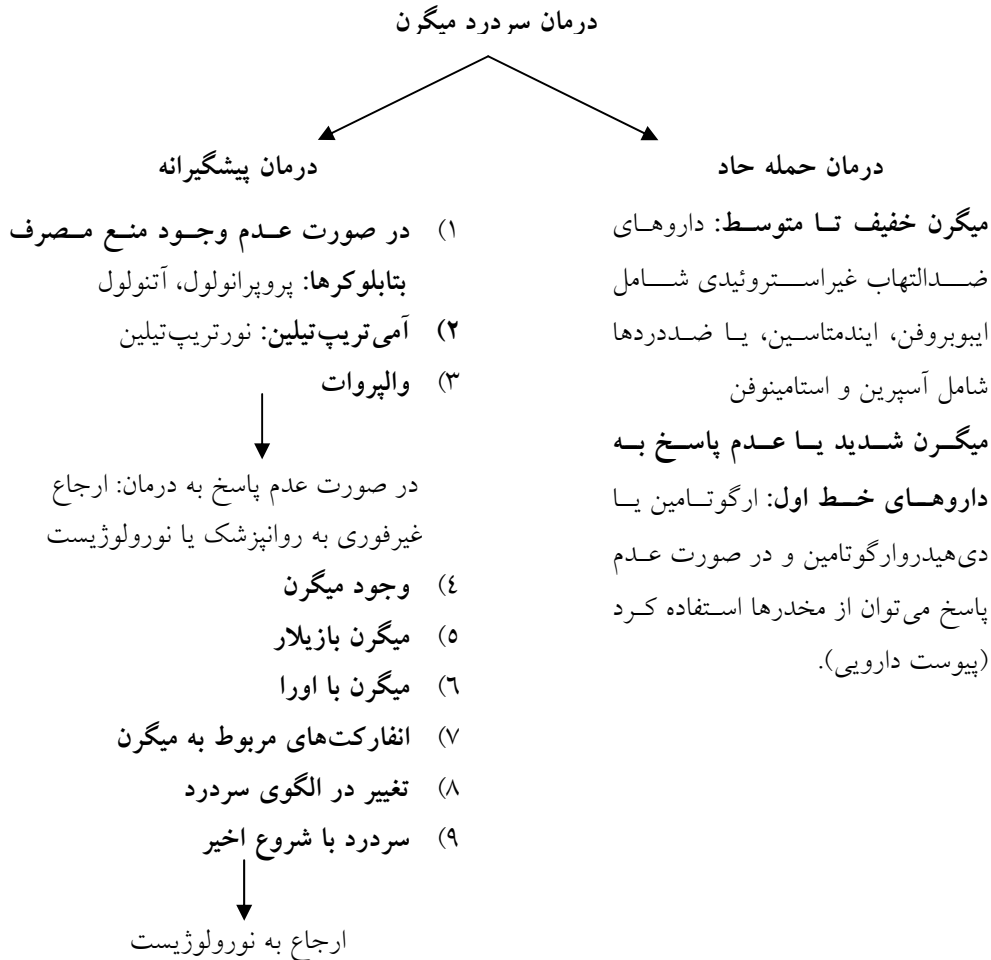 درمان سردرد میگرن
درمان حمله حاد
میگرن خفیف تا متوسط: داروهای
ضدالتهاب غیراستروئیدی شامل
ایبوبروفن، ایندمتاسین، یا ضددردها
شامل آسپرین و استامینوفن
میگرن شدید یا عدم پاسخ به
داروهای خط اول: ارگوتامین یا
دی‌هیدروارگوتامین و در صورت عدم
پاسخ می‌توان از مخدرها استفاده کرد
(پیوست دارویی).
درمان پیشگیرانه
۱) در صورت عدم وجود منع مصرف
بتابلوکرها: پروپرانولول، آتنولول
۲) آمی‌تریپ‌تیلین: نورتریپ‌تیلین
۳) والپروات
در صورت عدم پاسخ به درمان: ارجاع
غیرفوری به روانپزشک یا نورولوژیست
٤) وجود میگرن
٥) میگرن بازیلار
٦) میگرن با اورا
۷) انفارکت‌های مربوط به میگرن
۸) تغییر در الگوی سردرد
۹) سردرد با شروع اخیر
ارجاع به نورولوژیست